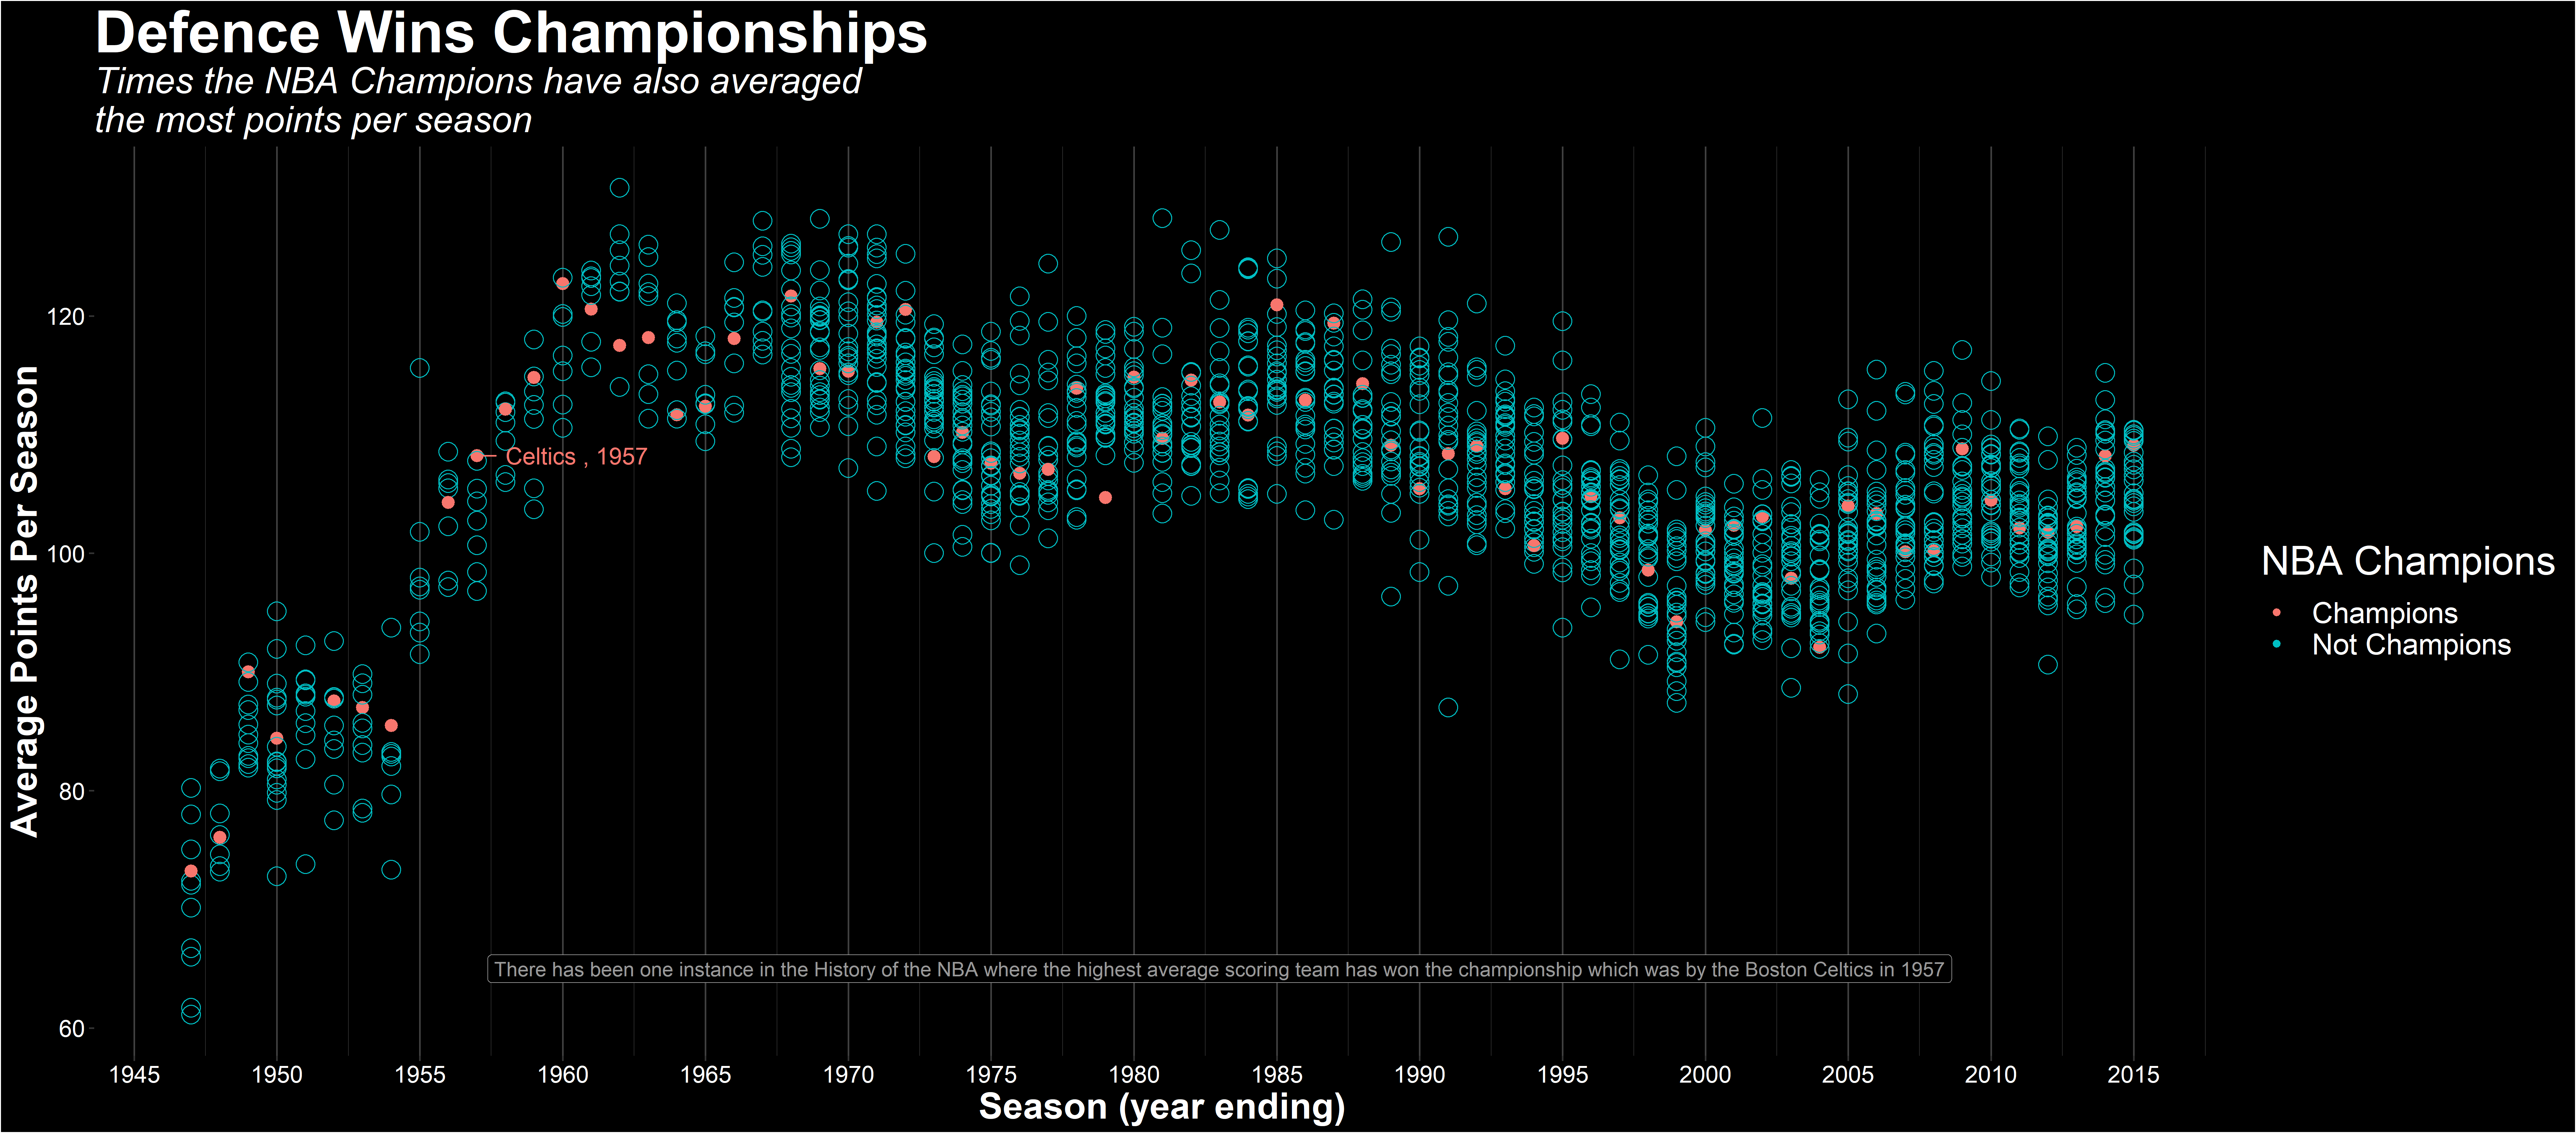 Defence Wins Championships
Times the NBA Champions have also averaged
the most points per season
Average Points Per Season
120
100
80
60
Celtics , 1957
There has been one instance in the History of the NBA where the highest average scoring team has won the championship which was by the Boston Celtics in 1957
1945 1950 1955 1960 1965 1970 1975 1980 1985 1990 1995 2000 2005 2010 2015
Season (year ending)
NBA Champions
Champions
Not Champions